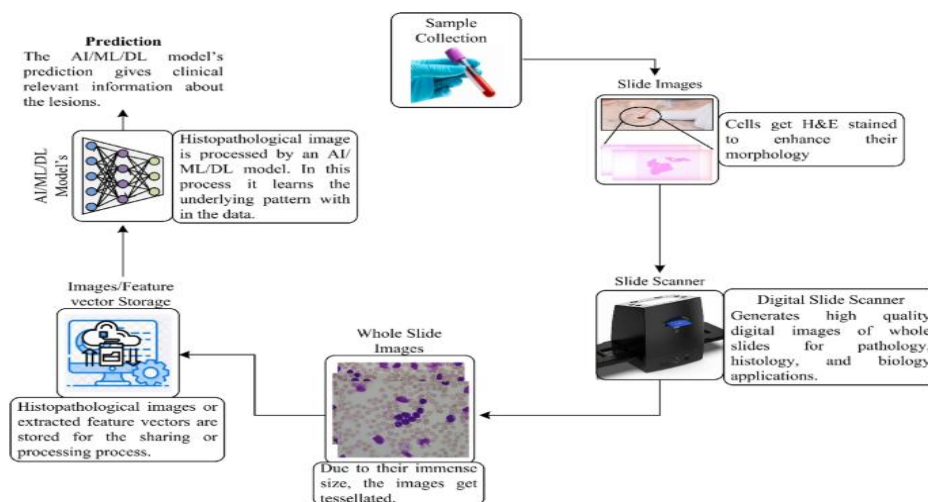 Sample
Collection
Slide Images
Cells get H&E stained
to enhance their
morphology
Slide Scanner
Digital Slide Scanner
Generates high quality
digital images of whole
slides for pathology,
histology, and biology
applications.
Whole Slide
Images
Due to their immense
size, the images get
tessellated.
Images/Feature
vector Storage
Histopathological images or
extracted feature vectors are
stored for the sharing or
processing process.
AI/ML/DL
Model's
Histopathological image
is processed by an AI/
ML/DL model. In this
process it learns the
underlying pattern with
in the data.
Prediction
The AI/ML/DL model's
prediction gives clinical
relevant information about
the lesions.